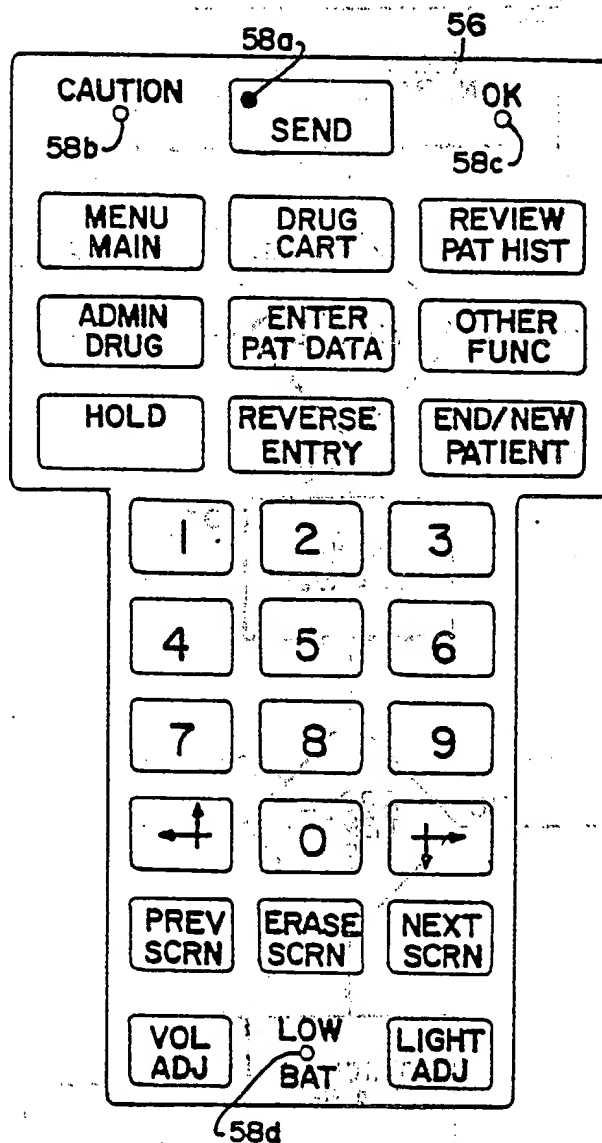 58a 56
CAUTION OK
SEND
58b 58c
MENU DRUG REVIEW
MAIN CART PAT HIST
ADMIN ENTER OTHER
DRUG PAT DATA FUNC
HOLD REVERSE END/NEW
ENTRY PATIENT
1 2 3
4 5 6
7 8 9
0
PREV ERASE NEXT
SCRN SCRN SCRN
VOL LOW LIGHT
ADJ BAT ADJ
58d